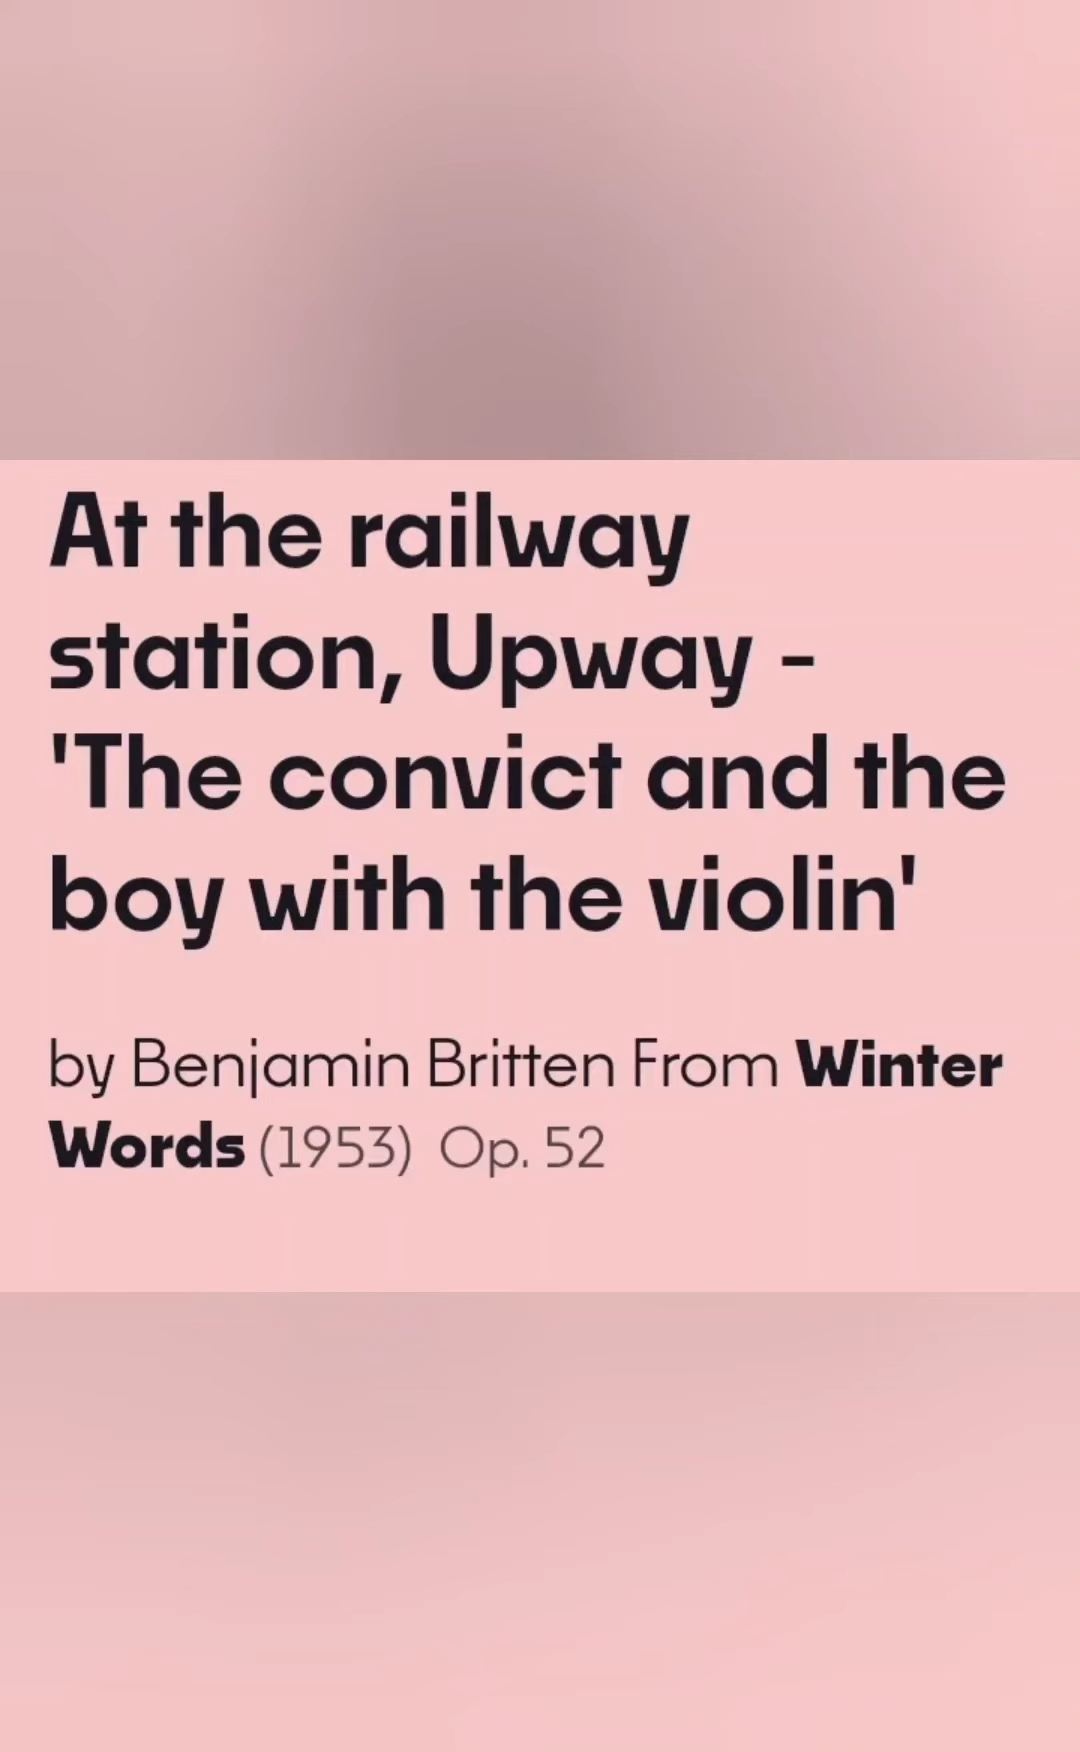 At the railway
station, Upway -
'The convict and the
boy with the violin'
by Benjamin Britten From Winter
Words (1953) Op. 52